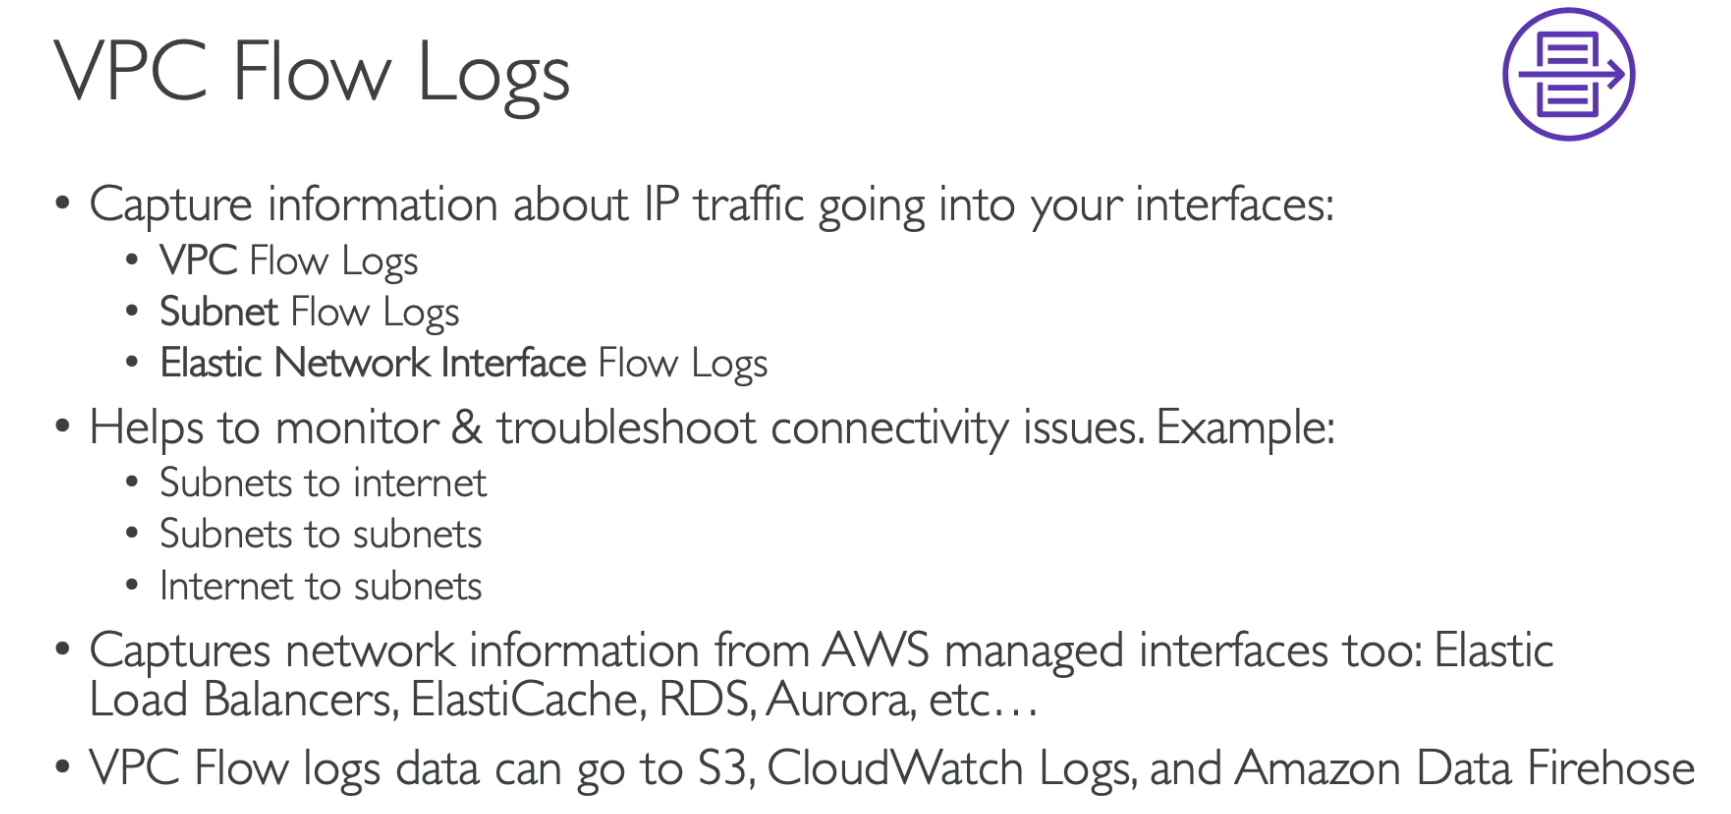 VPC Flow Logs
• Capture information about IP traffic going into your interfaces:
• VPC Flow Logs
• Subnet Flow Logs
• Elastic Network Interface Flow Logs
• Helps to monitor & troubleshoot connectivity issues. Example:
• Subnets to internet
• Subnets to subnets
• Internet to subnets
• Captures network information from AWS managed interfaces too: Elastic
Load Balancers, ElastiCache, RDS, Aurora, etc…
• VPC Flow logs data can go to S3, CloudWatch Logs, and Amazon Data Firehose